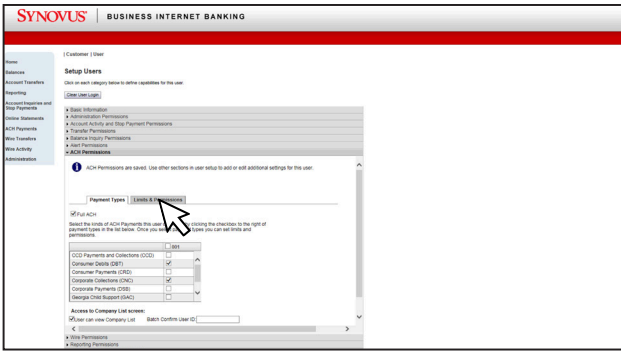 SYNOVUS® | BUSINESS INTERNET BANKING
| Customer | User
Home
Balances
Account Transfers
Reporting
Account Inquiries and
Stop Payments
Online Statements
ACH Payments
Wire Transfers
Wire Activity
Administration
Setup Users
Click on each category below to define capabilities for this user.
Clear User Login
Basic Information
Administration Permissions
Account Activity and Stop Payment Permissions
Transfer Permissions
Balance Inquiry Permissions
Alert Permissions
ACH Permissions
ACH Permissions are saved. Use other sections in user setup to add or edit additional settings for this user.
Payment Types Limits & Permissions
Full ACH
Select the kinds of ACH Payments this user by clicking the checkbox to the right of
payment types in the list below. Once you types you can set limits and
permissions.
001
CCD Payments and Collections (CCD)
Consumer Debits (DBT)
Consumer Payments (CRD)
Corporate Collections (CNC)
Corporate Payments (DSB)
Georgia Child Support (GAC)
Access to Company List screen:
User can view Company List Batch Confirm User ID
Wire Permissions
Reporting Permissions